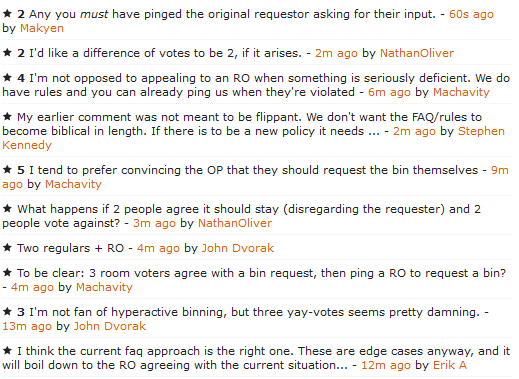 ★ 2 Any you must have pinged the original requestor asking for their input. - 60s ago
by Makyen
★ 2 I'd like a difference of votes to be 2, if it arises. - 2m ago by NathanOliver
★ 4 I'm not opposed to appealing to an RO when something is seriously deficient. We do
have rules and you can already ping us when they're violated - 6m ago by Machavity
★ My earlier comment was not meant to be flippant. We don't want the FAQ/rules to
become biblical in length. If there is to be a new policy it needs ... - 2m ago by Stephen
Kennedy
★ 5 I tend to prefer convincing the OP that they should request the bin themselves - 9m
ago by Machavity
★ What happens if 2 people agree it should stay (disregarding the requester) and 2
people vote against? - 3m ago by NathanOliver
★ Two regulars + RO - 4m ago by John Dvorak
★ To be clear: 3 room voters agree with a bin request, then ping a RO to request a bin?
- 4m ago by Machavity
★ 3 I'm not fan of hyperactive binning, but three yay-votes seems pretty damning. -
13m ago by John Dvorak
★ I think the current faq approach is the right one. These are edge cases anyway, and it
will boil down to the RO agreeing with the current situation... - 12m ago by Erik A